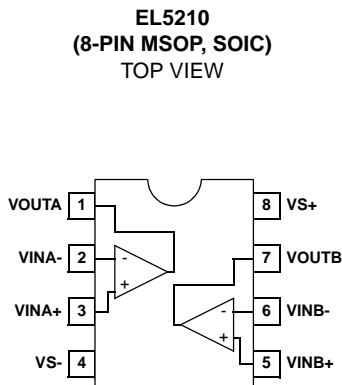 EL5210
(8-PIN MSOP, SOIC)
TOP VIEW
VOUTA 1 8 VS+
VINA- 2 - 7 VOUTB
VINA+ 3 + - 6 VINB-
VS- 4 + 5 VINB+